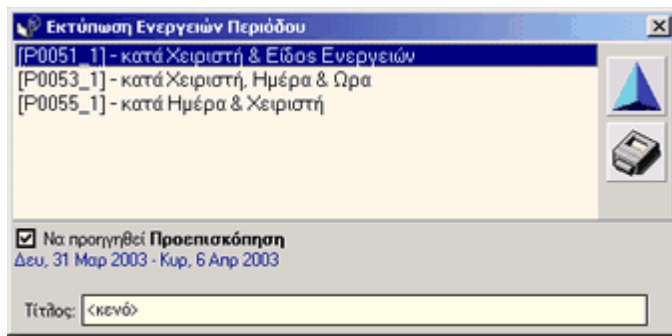 Εκτύπωση Ενεργειών Περιόδου
[P0051_1] - κατά Χειριστή & Είδος Ενεργειών
[P0053_1] - κατά Χειριστή, Ημέρα & Ώρα
[P0055_1] - κατά Ημέρα & Χειριστή
Να προηγηθεί Προεπισκόπηση
Δευ, 31 Μαρ 2003 - Κυρ, 6 Απρ 2003
Τίτλος: <κενό>